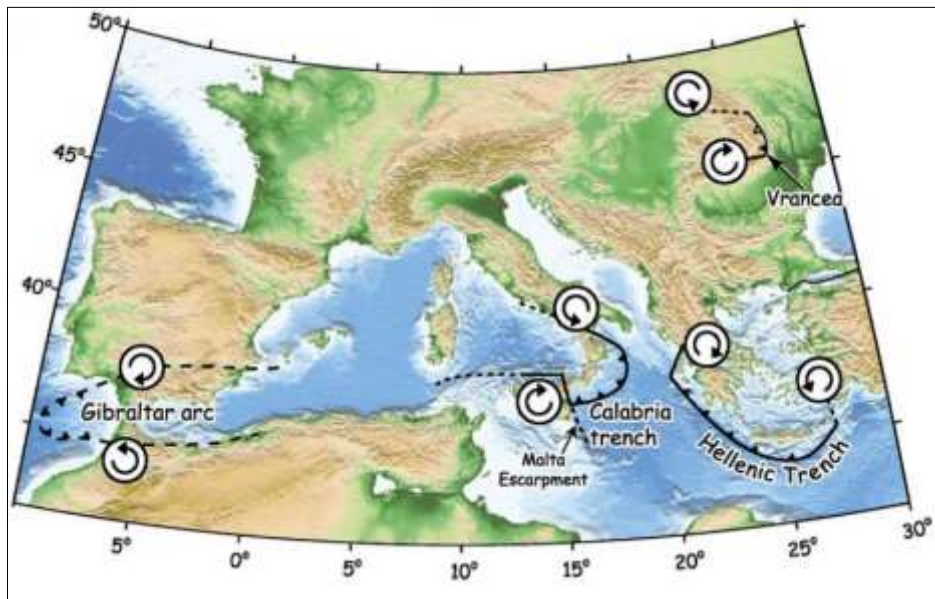 50°
45°
Vrancea
40°
Gibraltar arc
Calabria
trench
Malta
Escarpment
Hellenic Trench
5°
0°
5°
10°
15°
20°
25°
30°